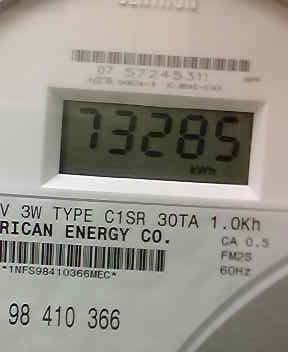 07 57245311
73285
kWh
V 3W TYPE C1SR 30TA 1.0Kh
RICAN ENERGY CO.
CA 0.5
FM2S
60Hz
*1NFS98410366MEC*
98 410 366